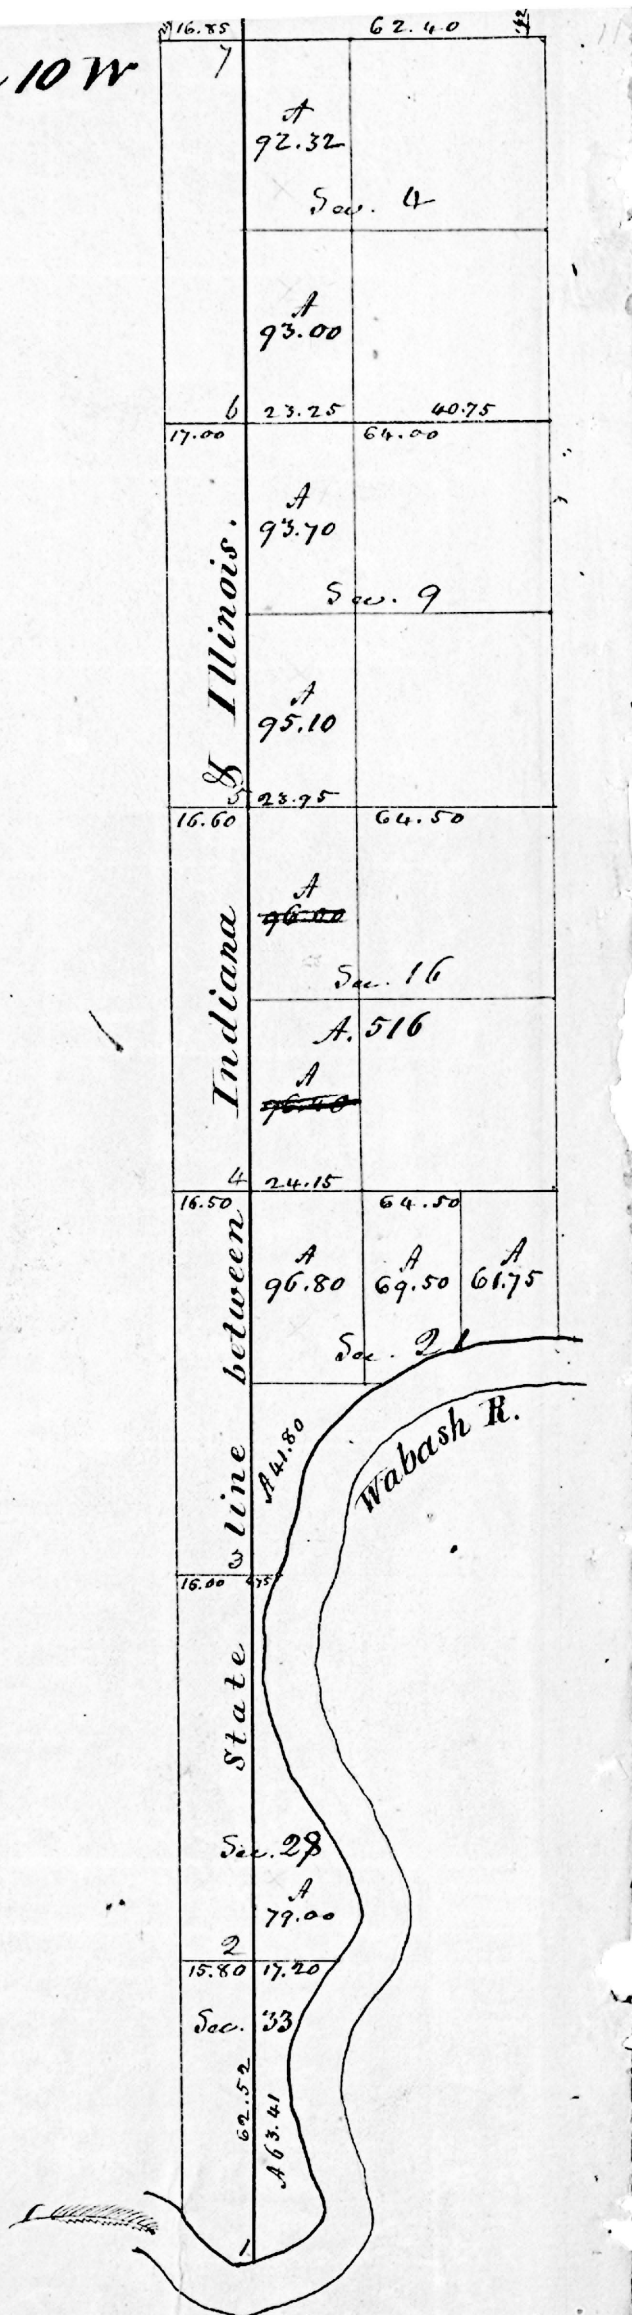 16.85 62.40
10 W
7
A
92.32
Sec. 4
A
93.00
6 23.25 40.75
17.00 64.00
A
93.70
Sec. 9
A
95.10
5 23.95
16.60 64.50
A
96.00
Sec. 16
A. 516
A
96.40
4 24.15
16.50 64.50
A A A
96.80 69.50 61.75
Sec. 21
A 41.80
Wabash R.
3
16.00 4.75
State line between Indiana & Illinois.
Sec. 28
A
79.00
2
15.80 17.20
Sec. 33
62.52
A 63.41
1